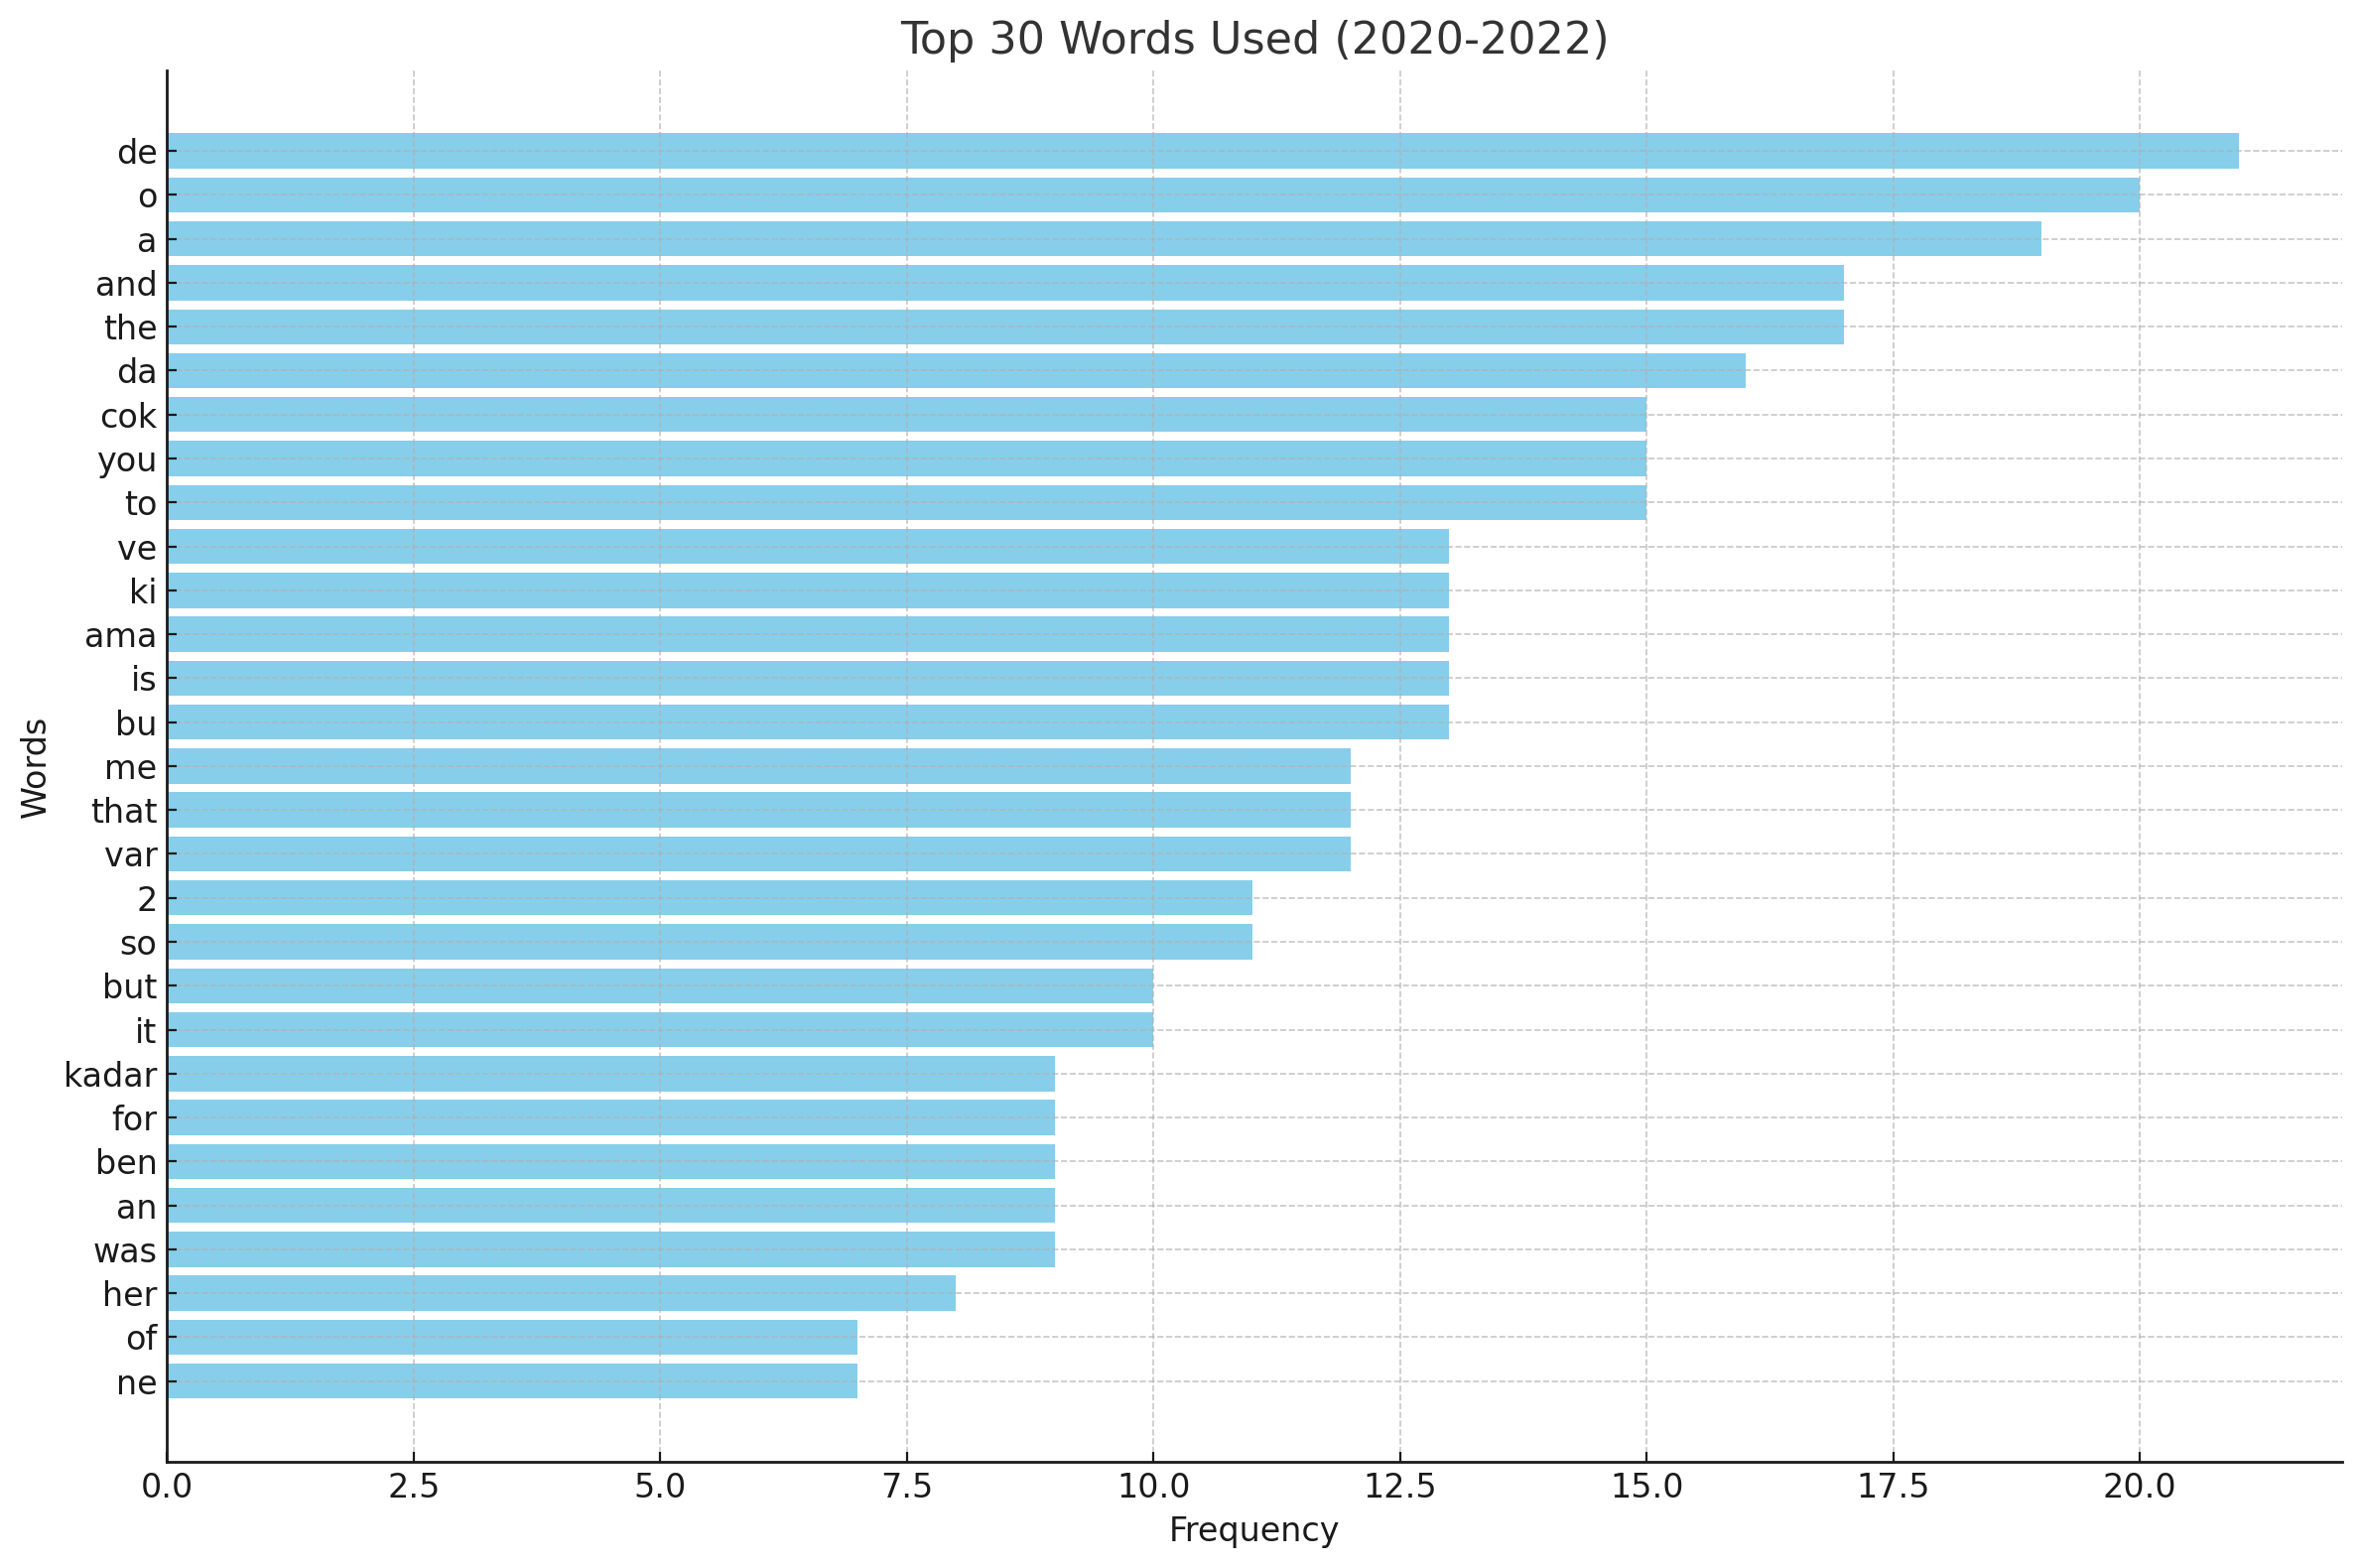 Top 30 Words Used (2020-2022)
Words
de
o
a
and
the
da
cok
you
to
ve
ki
ama
is
bu
me
that
var
2
so
but
it
kadar
for
ben
an
was
her
of
ne
0.0 2.5 5.0 7.5 10.0 12.5 15.0 17.5 20.0
Frequency